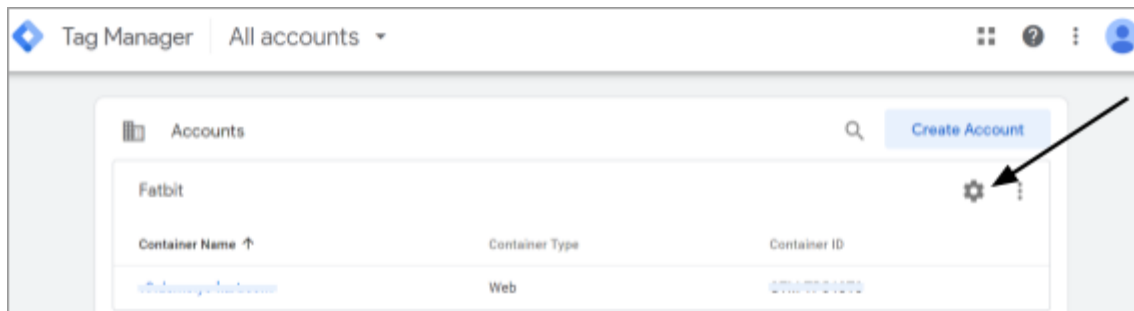 Tag Manager All accounts
Accounts Create Account
Fatbit
Container Name Container Type Container ID
Web